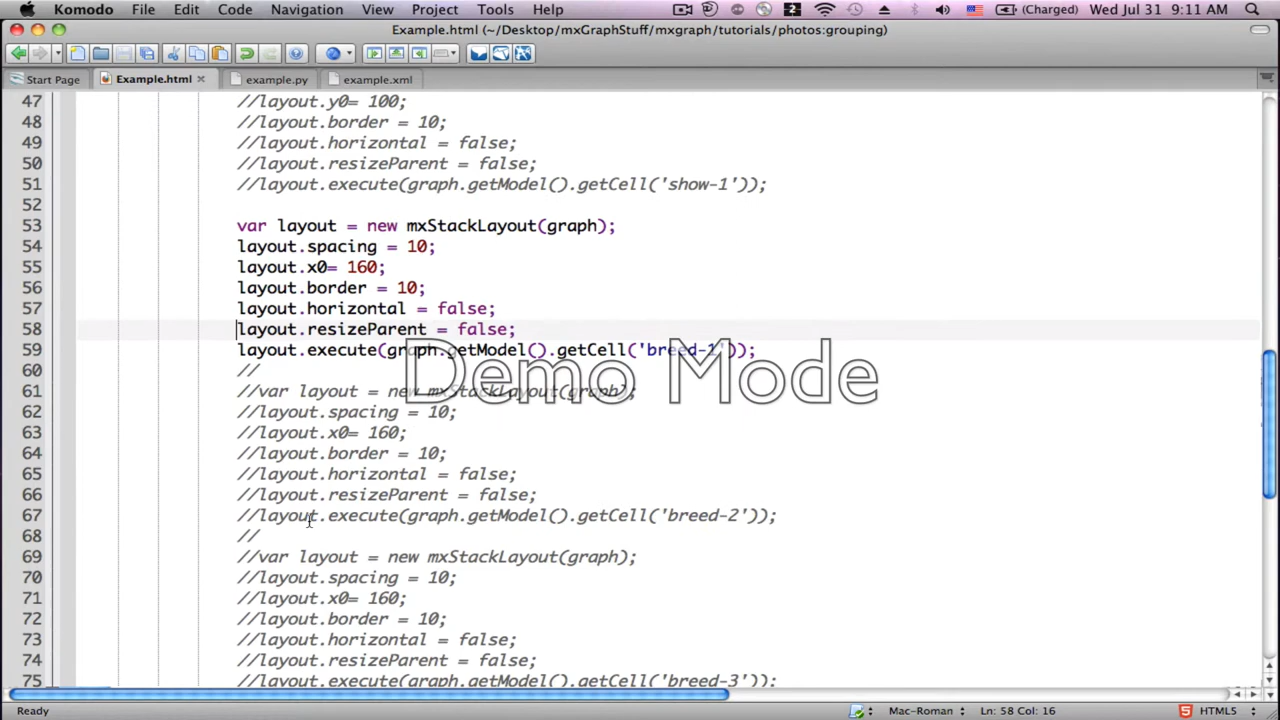 Komodo File Edit Code Navigation View Project Tools Help 2 (Charged) Wed Jul 31 9:11 AM
Example.html (~/Desktop/mxGraphStuff/mxgraph/tutorials/photos:grouping)
Start Page Example.html example.py example.xml
47 //layout.y0= 100;
48 //layout.border = 10;
49 //layout.horizontal = false;
50 //layout.resizeParent = false;
51 //layout.execute(graph.getModel().getCell('show-1'));
52
53 var layout = new mxStackLayout(graph);
54 layout.spacing = 10;
55 layout.x0= 160;
56 layout.border = 10;
57 layout.horizontal = false;
58 layout.resizeParent = false;
59 layout.execute(graph.getModel().getCell('breed-1'));
Demo Mode
60 //
61 //var layout = new mxStackLayout(graph);
62 //layout.spacing = 10;
63 //layout.x0= 160;
64 //layout.border = 10;
65 //layout.horizontal = false;
66 //layout.resizeParent = false;
67 //layout.execute(graph.getModel().getCell('breed-2'));
68 //
69 //var layout = new mxStackLayout(graph);
70 //layout.spacing = 10;
71 //layout.x0= 160;
72 //layout.border = 10;
73 //layout.horizontal = false;
74 //layout.resizeParent = false;
75 //layout.execute(graph.getModel().getCell('breed-3'));
Ready Mac-Roman Ln: 58 Col: 16 HTML5